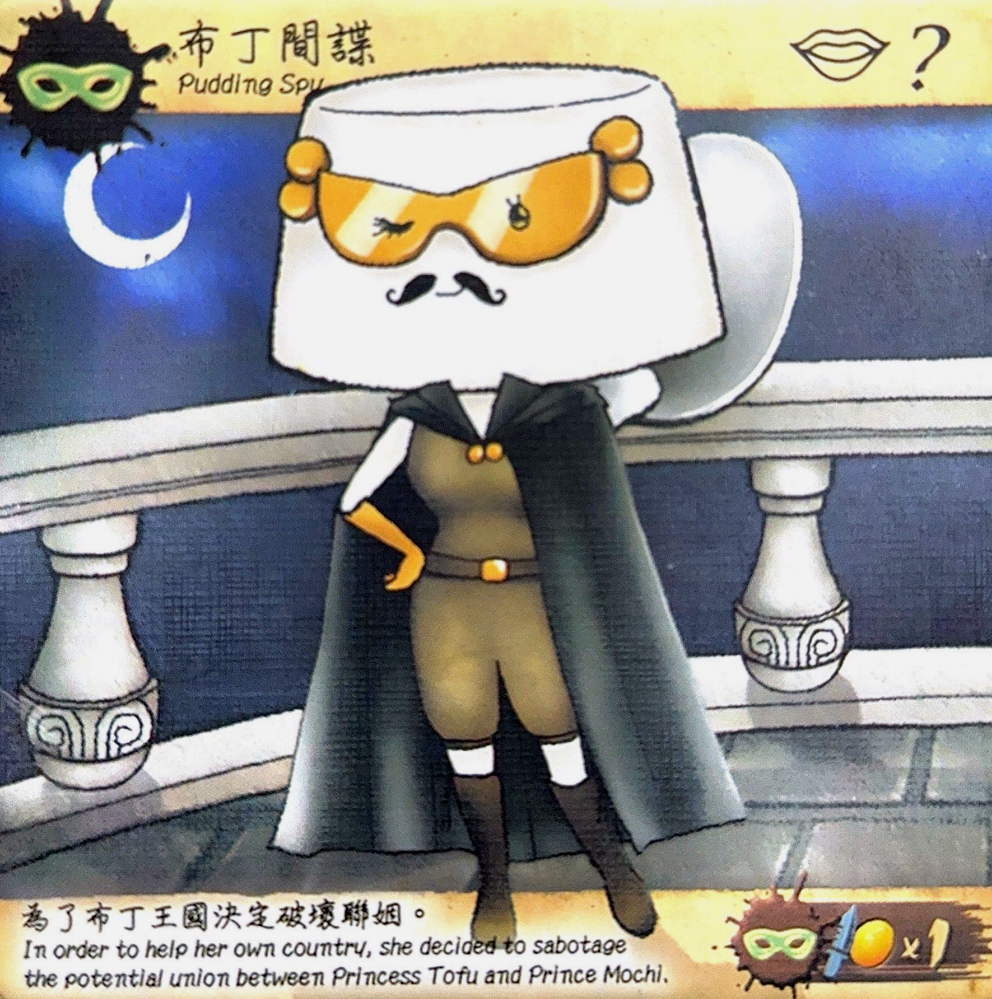 布丁間諜
Pudding Spy
?
為了布丁王國決定破壞聯姻。
In order to help her own country, she decided to sabotage
the potential union between Princess Tofu and Prince Mochi.
x1